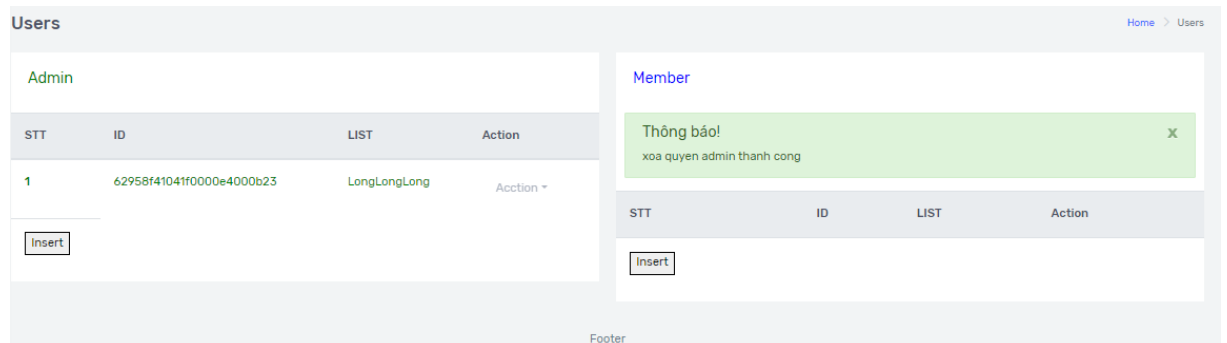 Users
Home > Users
Admin
STT ID LIST Action
1 62958f41041f0000e4000b23 LongLongLong Acction
Insert
Member
Thông báo! x
xoa quyen admin thanh cong
STT ID LIST Action
Insert
Footer